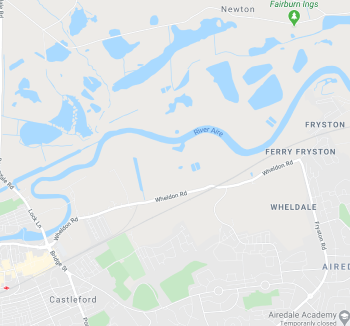 Fairburn Ings
Newton
River Aire
FRYSTON
FERRY FRYSTON
Wheldon Rd
Wheldon Rd
WHELDALE
Lock Ln
Wheldon Rd
Fryston Rd
Bridge St
AIRED
Castleford
Airedale Academy
Temporarily closed